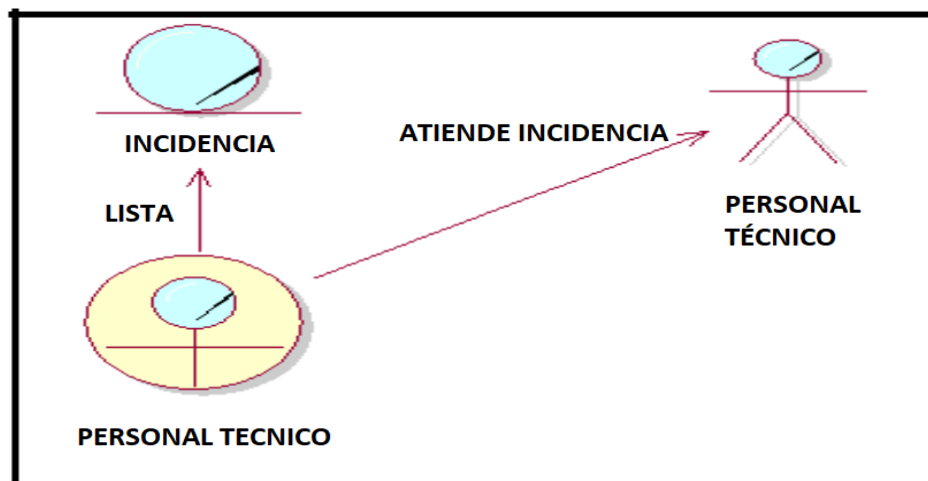 INCIDENCIA
ATIENDE INCIDENCIA
LISTA
PERSONAL
TÉCNICO
PERSONAL TECNICO